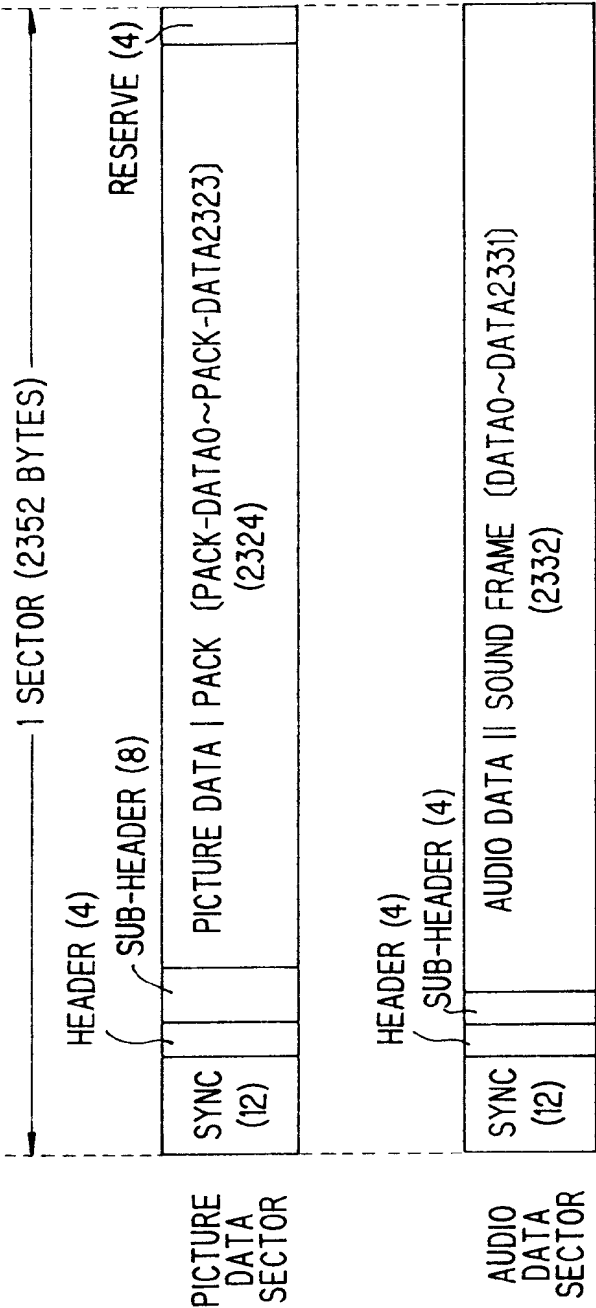 1 SECTOR (2352 BYTES)
HEADER (4)
SUB-HEADER (8)
RESERVE (4)
PICTURE
DATA
SECTOR
SYNC
(12)
PICTURE DATA | PACK (PACK-DATA0~PACK-DATA2323)
(2324)
HEADER (4)
SUB-HEADER (4)
AUDIO
DATA
SECTOR
SYNC
(12)
AUDIO DATA || SOUND FRAME (DATA0~DATA2331)
(2332)